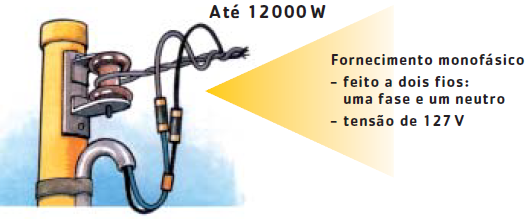 Até 12000 W
Fornecimento monofásico
– feito a dois fios:
uma fase e um neutro
– tensão de 127 V